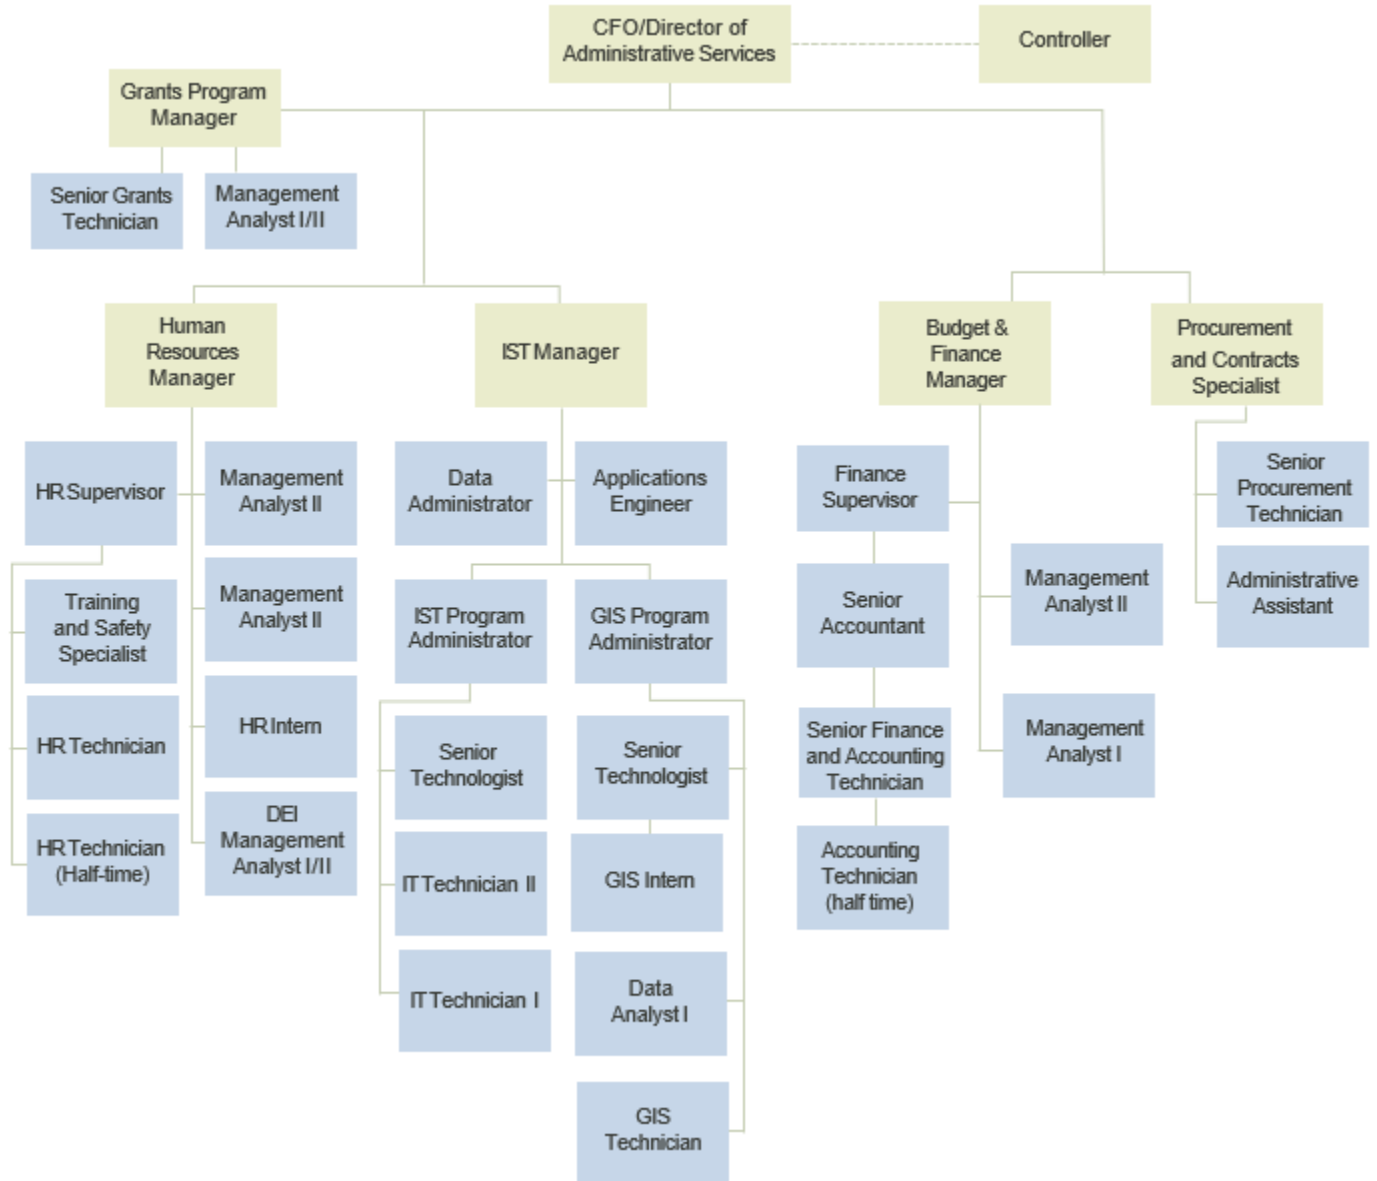 CFO/Director of
Administrative Services
Controller
Grants Program
Manager
Senior Grants
Technician
Management
Analyst I/II
Human
Resources
Manager
IST Manager
Budget &
Finance
Manager
Procurement
and Contracts
Specialist
HR Supervisor
Management
Analyst II
Training
and Safety
Specialist
Management
Analyst II
HR Technician
HR Intern
HR Technician
(Half-time)
DEI
Management
Analyst I/II
Data
Administrator
Applications
Engineer
IST Program
Administrator
GIS Program
Administrator
Senior
Technologist
IT Technician II
IT Technician I
Senior
Technologist
GIS Intern
Data
Analyst I
GIS
Technician
Finance
Supervisor
Senior
Accountant
Senior Finance
and Accounting
Technician
Accounting
Technician
(half time)
Management
Analyst II
Management
Analyst I
Senior
Procurement
Technician
Administrative
Assistant